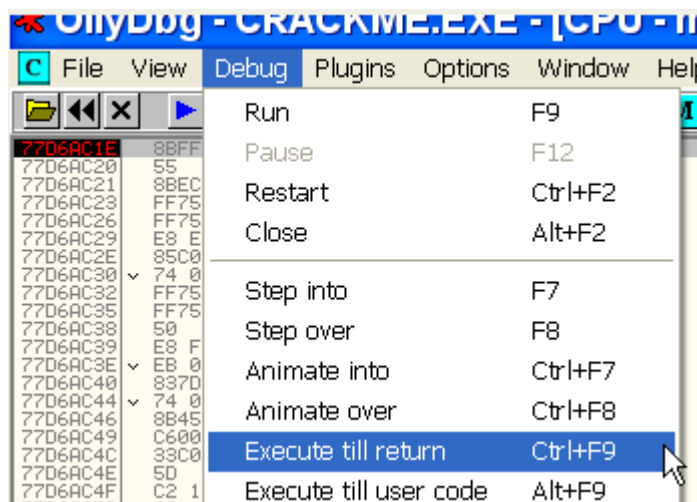 OllyDbg - CRACKME.EXE - [CPU -
C File View Debug Plugins Options Window Help
Run F9
Pause F12
Restart Ctrl+F2
Close Alt+F2
Step into F7
Step over F8
Animate into Ctrl+F7
Animate over Ctrl+F8
Execute till return Ctrl+F9
Execute till user code Alt+F9
M
77D6AC1E 8BFF
77D6AC20 55
77D6AC21 8BEC
77D6AC23 FF75
77D6AC26 FF75
77D6AC29 E8 E
77D6AC2E 85C0
77D6AC30 74 0
77D6AC32 FF75
77D6AC35 FF75
77D6AC38 50
77D6AC39 E8 F
77D6AC3E EB 0
77D6AC40 837D
77D6AC44 74 0
77D6AC46 8B45
77D6AC49 C600
77D6AC4C 33C0
77D6AC4E 5D
77D6AC4F C2 1